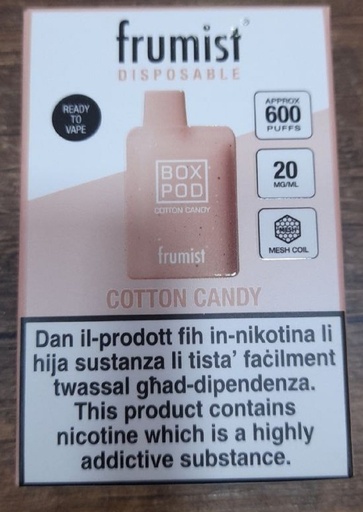 frumist®
DISPOSABLE
READY
TO
VAPE
APPROX
600
PUFFS
BOX
POD
COTTON CANDY
frumist
20
MG/ML
MESH
MESH COIL
COTTON CANDY
Dan il-prodott fih in-nikotina li
hija sustanza li tista' faċilment
twassal għad-dipendenza.
This product contains
nicotine which is a highly
addictive substance.